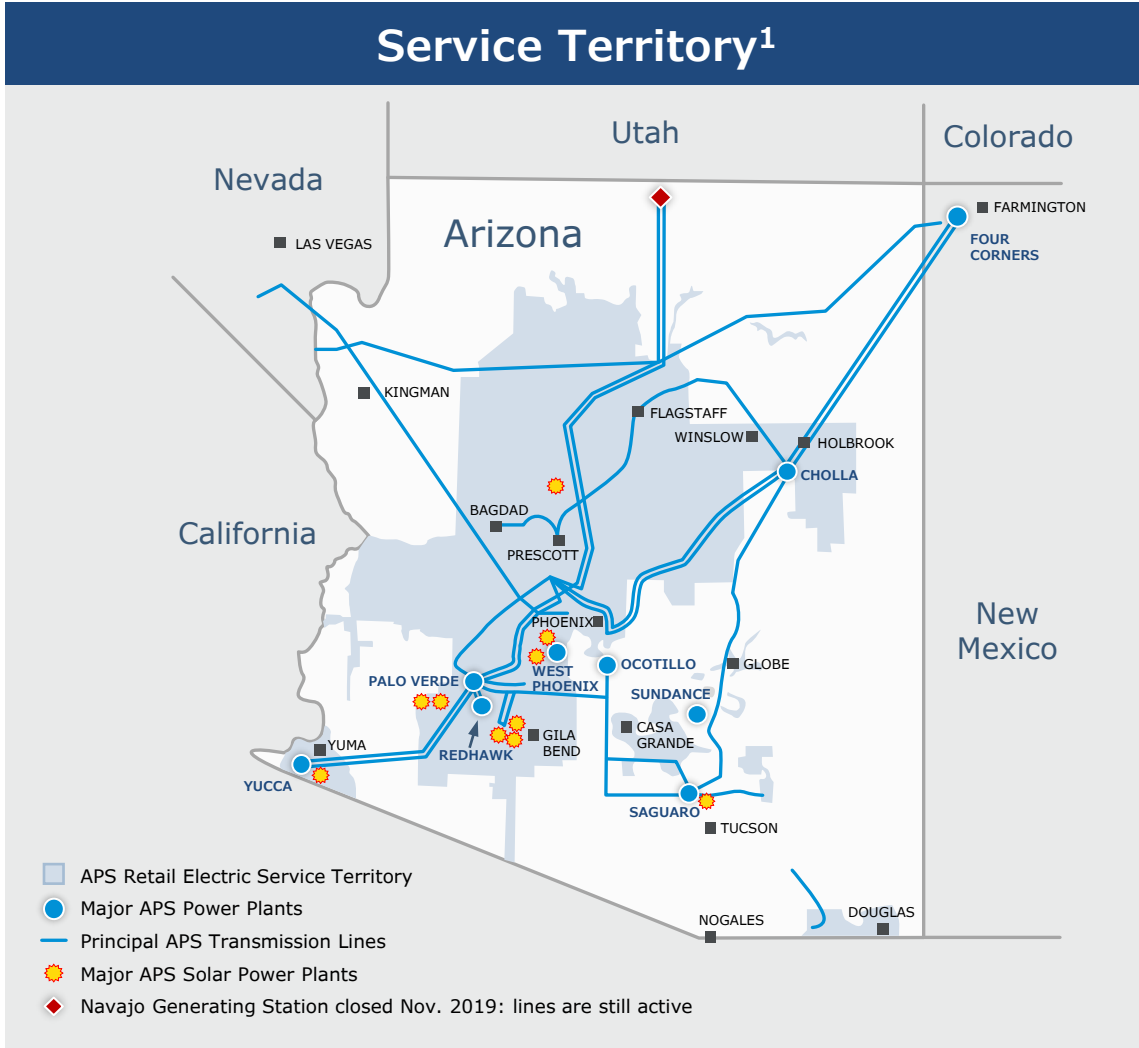 Service Territory¹
Utah
Colorado
Nevada
FARMINGTON
Arizona
LAS VEGAS
FOUR
CORNERS
KINGMAN
FLAGSTAFF
WINSLOW
HOLBROOK
CHOLLA
BAGDAD
California
PRESCOTT
New
Mexico
PHOENIX
OCOTILLO
GLOBE
WEST
PHOENIX
PALO VERDE
SUNDANCE
CASA
GRANDE
GILA
BEND
REDHAWK
YUMA
YUCCA
SAGUARO
TUCSON
APS Retail Electric Service Territory
Major APS Power Plants
NOGALES
DOUGLAS
Principal APS Transmission Lines
Major APS Solar Power Plants
Navajo Generating Station closed Nov. 2019: lines are still active